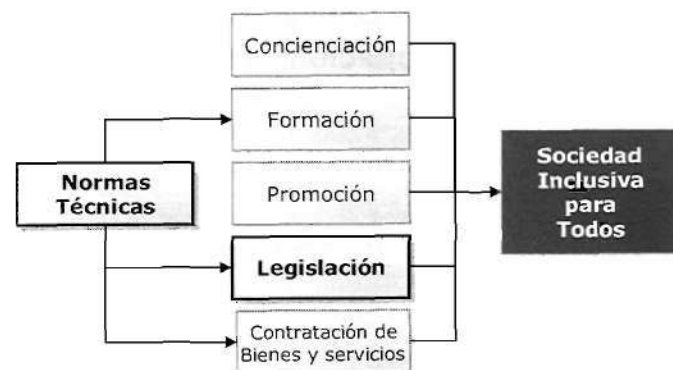 Concienciación
Formación
Normas
Técnicas
Promoción
Legislación
Contratación de
Bienes y servicios
Sociedad
Inclusiva
para
Todos